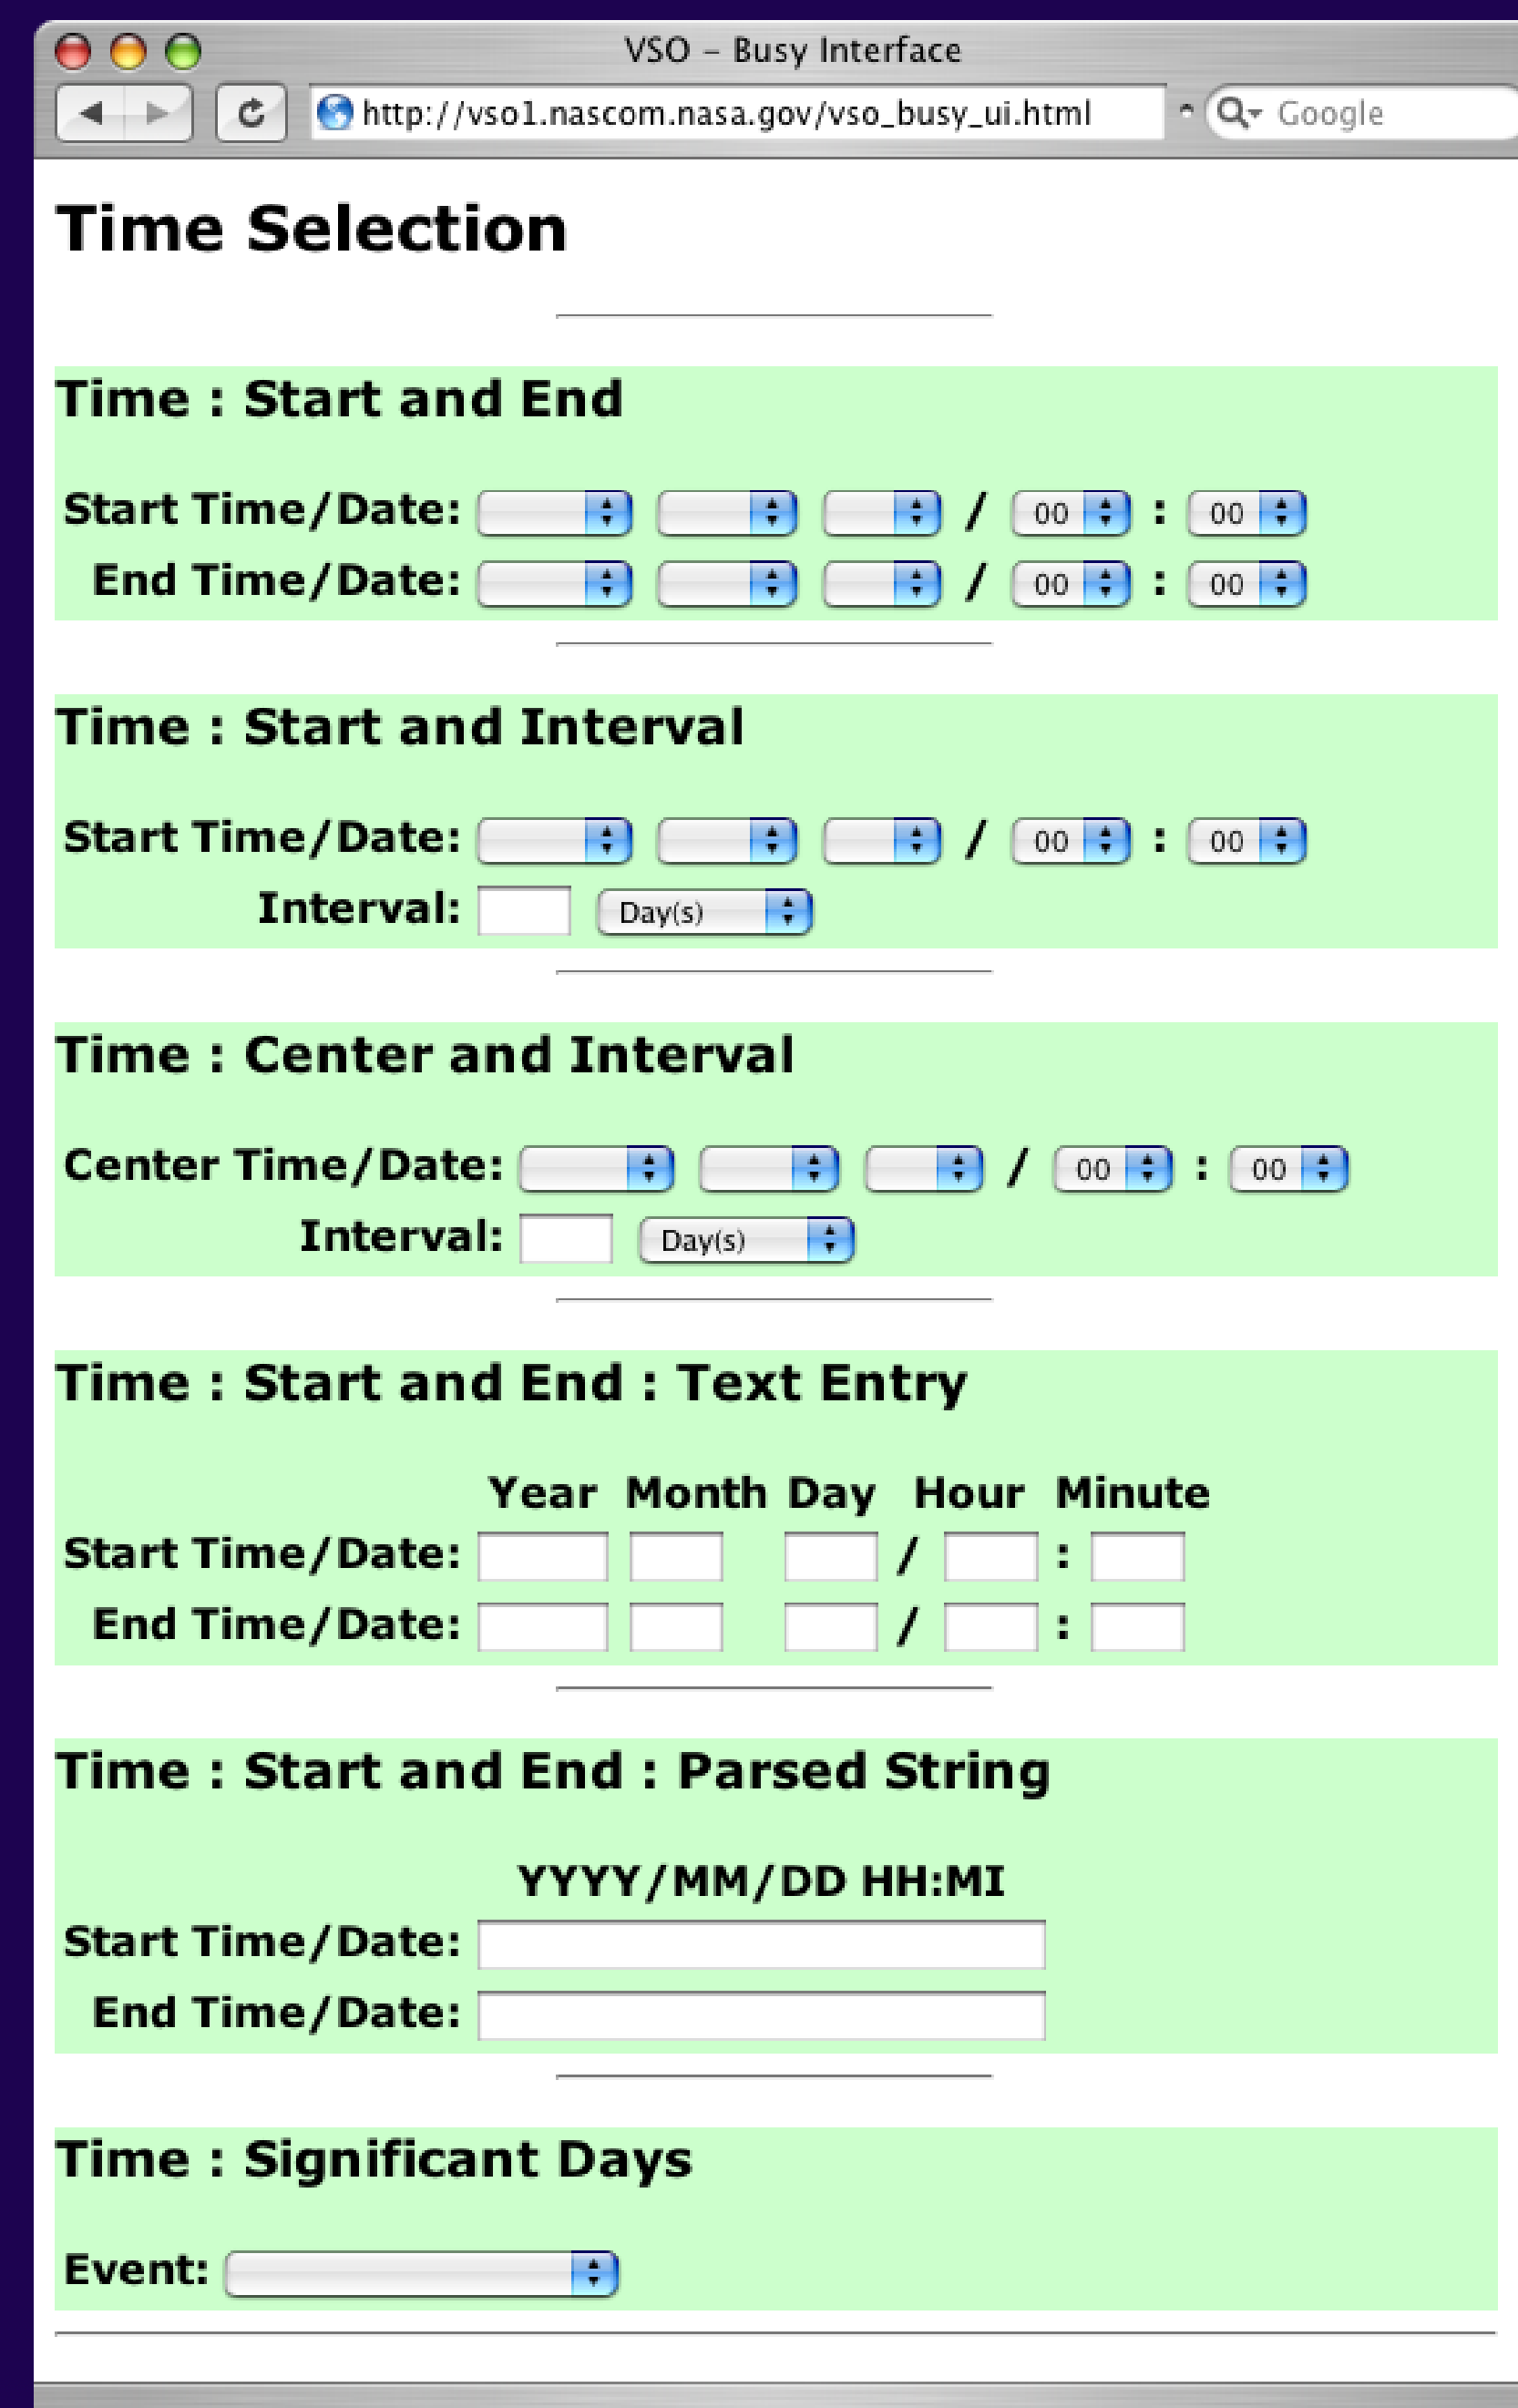 VSO – Busy Interface
http://vso1.nascom.nasa.gov/vso_busy_ui.html Google
Time Selection
Time : Start and End
Start Time/Date: / 00 : 00
End Time/Date: / 00 : 00
Time : Start and Interval
Start Time/Date: / 00 : 00
Interval: Day(s)
Time : Center and Interval
Center Time/Date: / 00 : 00
Interval: Day(s)
Time : Start and End : Text Entry
Year Month Day Hour Minute
Start Time/Date: / :
End Time/Date: / :
Time : Start and End : Parsed String
YYYY/MM/DD HH:MI
Start Time/Date:
End Time/Date:
Time : Significant Days
Event: